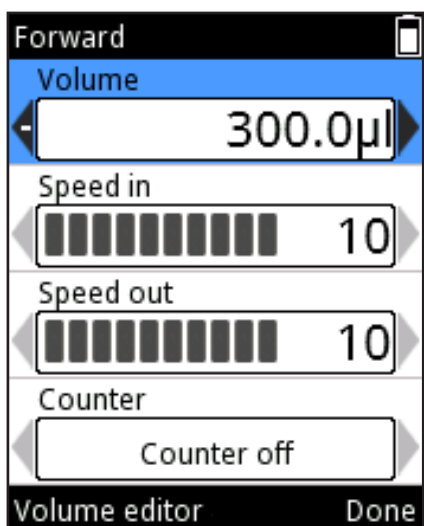 Forward
Volume
- 300.0µl
Speed in
10
Speed out
10
Counter
Counter off
Volume editor Done